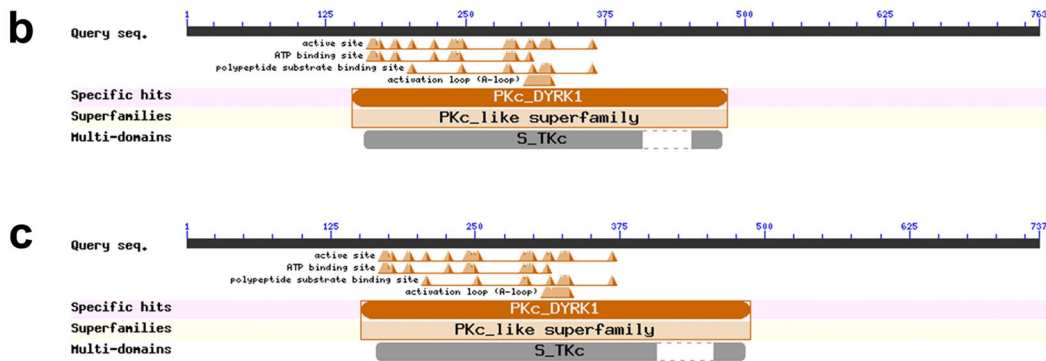 b
1 125 250 375 500 625 763
Query seq.
active site
ATP binding site
polypeptide substrate binding site
activation loop (A-loop)
Specific hits PKc_DYRK1
Superfamilies PKc_like superfamily
Multi-domains S_TKc
c
1 125 250 375 500 625 737
Query seq.
active site
ATP binding site
polypeptide substrate binding site
activation loop (A-loop)
Specific hits PKc_DYRK1
Superfamilies PKc_like superfamily
Multi-domains S_TKc